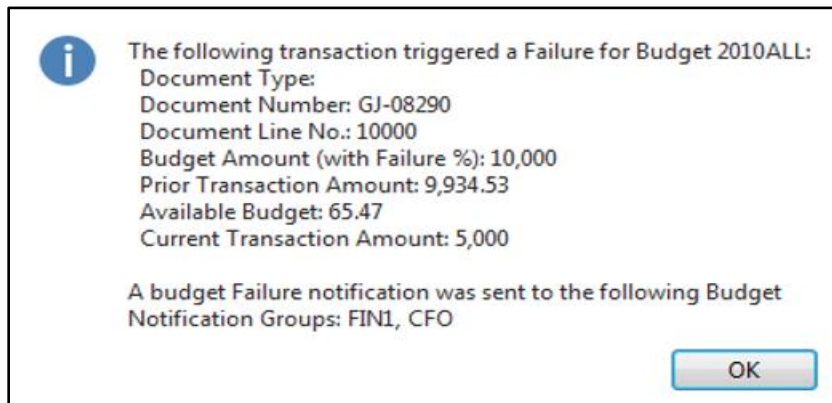 The following transaction triggered a Failure for Budget 2010ALL:
Document Type:
Document Number: GJ-08290
Document Line No.: 10000
Budget Amount (with Failure %): 10,000
Prior Transaction Amount: 9,934.53
Available Budget: 65.47
Current Transaction Amount: 5,000
A budget Failure notification was sent to the following Budget
Notification Groups: FIN1, CFO
OK